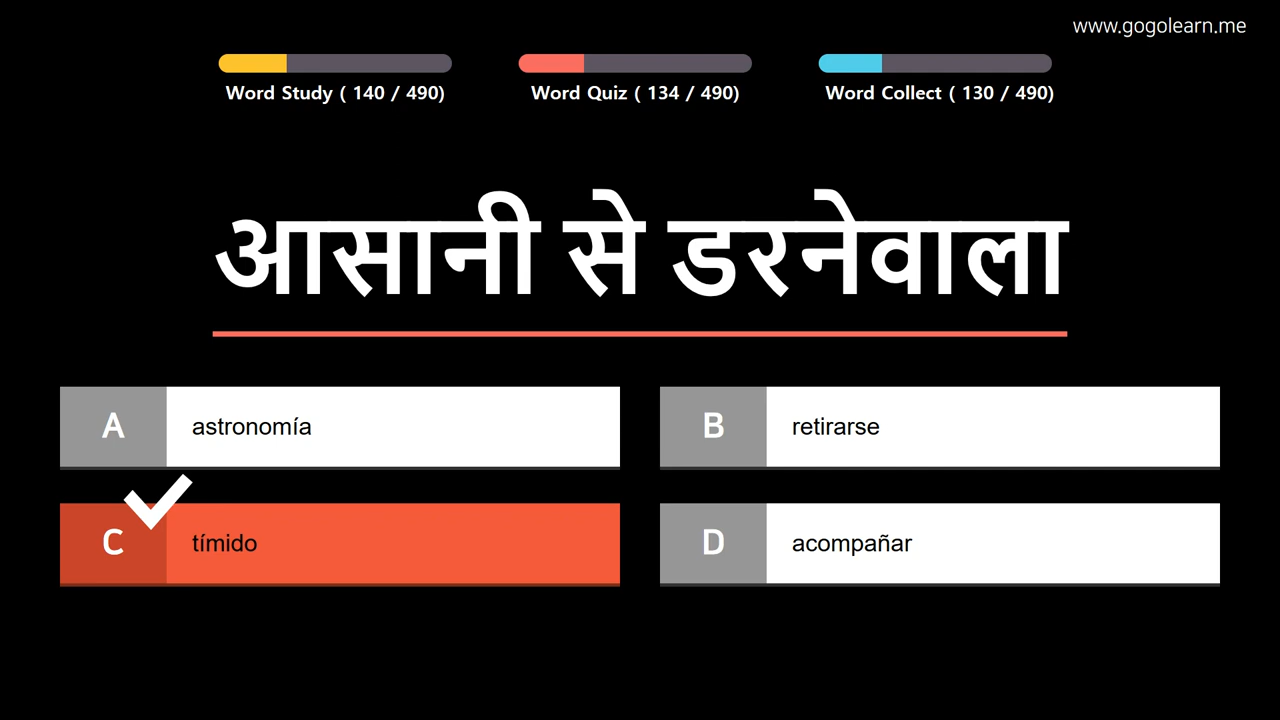 www.gogolearn.me
Word Study ( 140 / 490)
Word Quiz ( 134 / 490)
Word Collect ( 130 / 490)
आसानी से डरनेवाला
A
astronomía
B
retirarse
C
tímido
D
acompañar